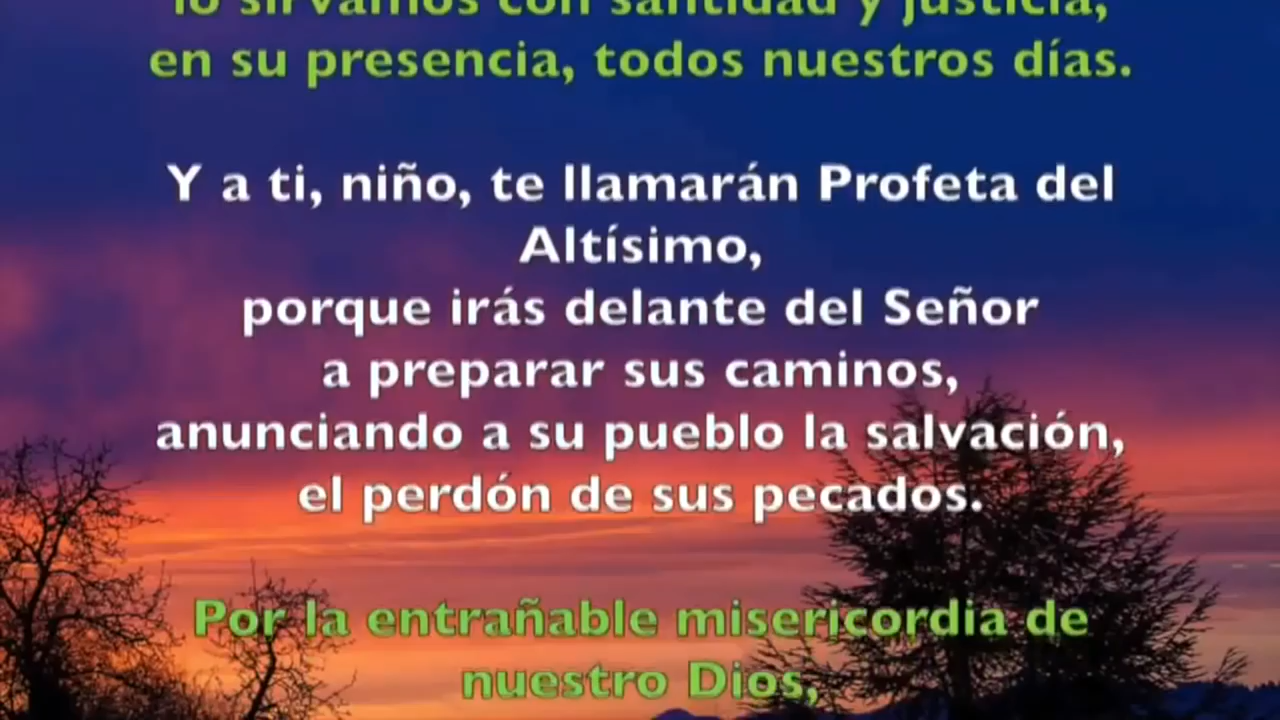 lo sirvamos con santidad y justicia,
en su presencia, todos nuestros días.
Y a ti, niño, te llamarán Profeta del
Altísimo,
porque irás delante del Señor
a preparar sus caminos,
anunciando a su pueblo la salvación,
el perdón de sus pecados.
Por la entrañable misericordia de
nuestro Dios,